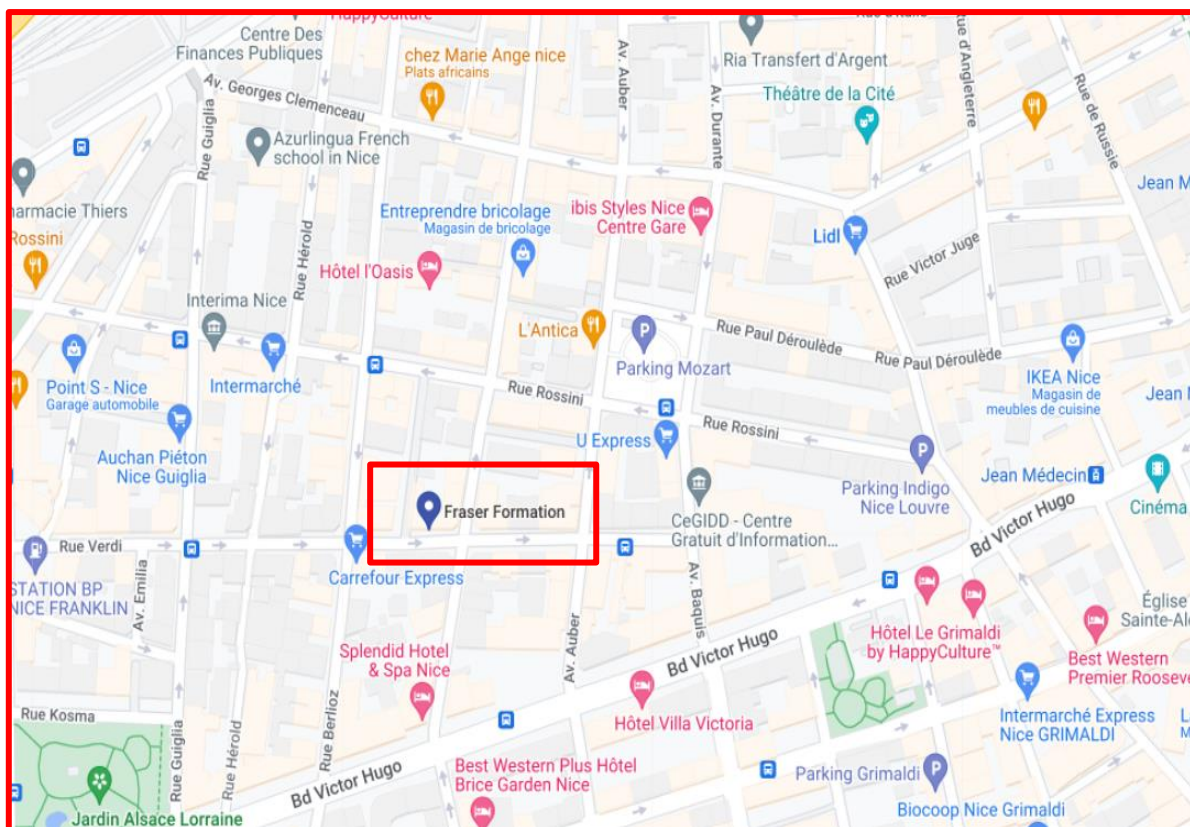 HappyCulture
Centre Des
Finances Publiques
chez Marie Ange nice
Plats africains
Av. Auber
Ria Transfert d'Argent
Rue d'Italie
Rue d'Angleterre
Av. Georges Clemenceau
Théâtre de la Cité
Rue de Russie
Rue Guiglia
Azurlingua French
school in Nice
Av. Durante
Jean M
harmacie Thiers
Rossini
Rue Hérold
Entreprendre bricolage
Magasin de bricolage
ibis Styles Nice
Centre Gare
Lidl
Rue Victor Juge
Hôtel l'Oasis
Interima Nice
L'Antica
P
Parking Mozart
Rue Paul Déroulède
Rue Paul Déroulède
Point S - Nice
Garage automobile
Intermarché
Rue Rossini
IKEA Nice
Magasin de
meubles de cuisine
Jean
Auchan Piéton
Nice Guiglia
U Express
Rue Rossini
P
Parking Indigo
Nice Louvre
Jean Médecin
Cinéma
Fraser Formation
CeGIDD - Centre
Gratuit d'Information...
Bd Victor Hugo
Rue Verdi
Carrefour Express
STATION BP
NICE FRANKLIN
Av. Emilia
Av. Baquis
Église
Sainte-Al
Hôtel Le Grimaldi
by HappyCulture™
Splendid Hotel
& Spa Nice
Av. Auber
Bd Victor Hugo
Best Western
Premier Rooseve
Rue Kosma
Rue Berlioz
Hôtel Villa Victoria
Intermarché Express
Nice GRIMALDI
L
M
Rue Guiglia
Rue Hérold
Bd Victor Hugo
Best Western Plus Hôtel
Brice Garden Nice
Parking Grimaldi
P
Biocoop Nice Grimaldi
Jardin Alsace Lorraine